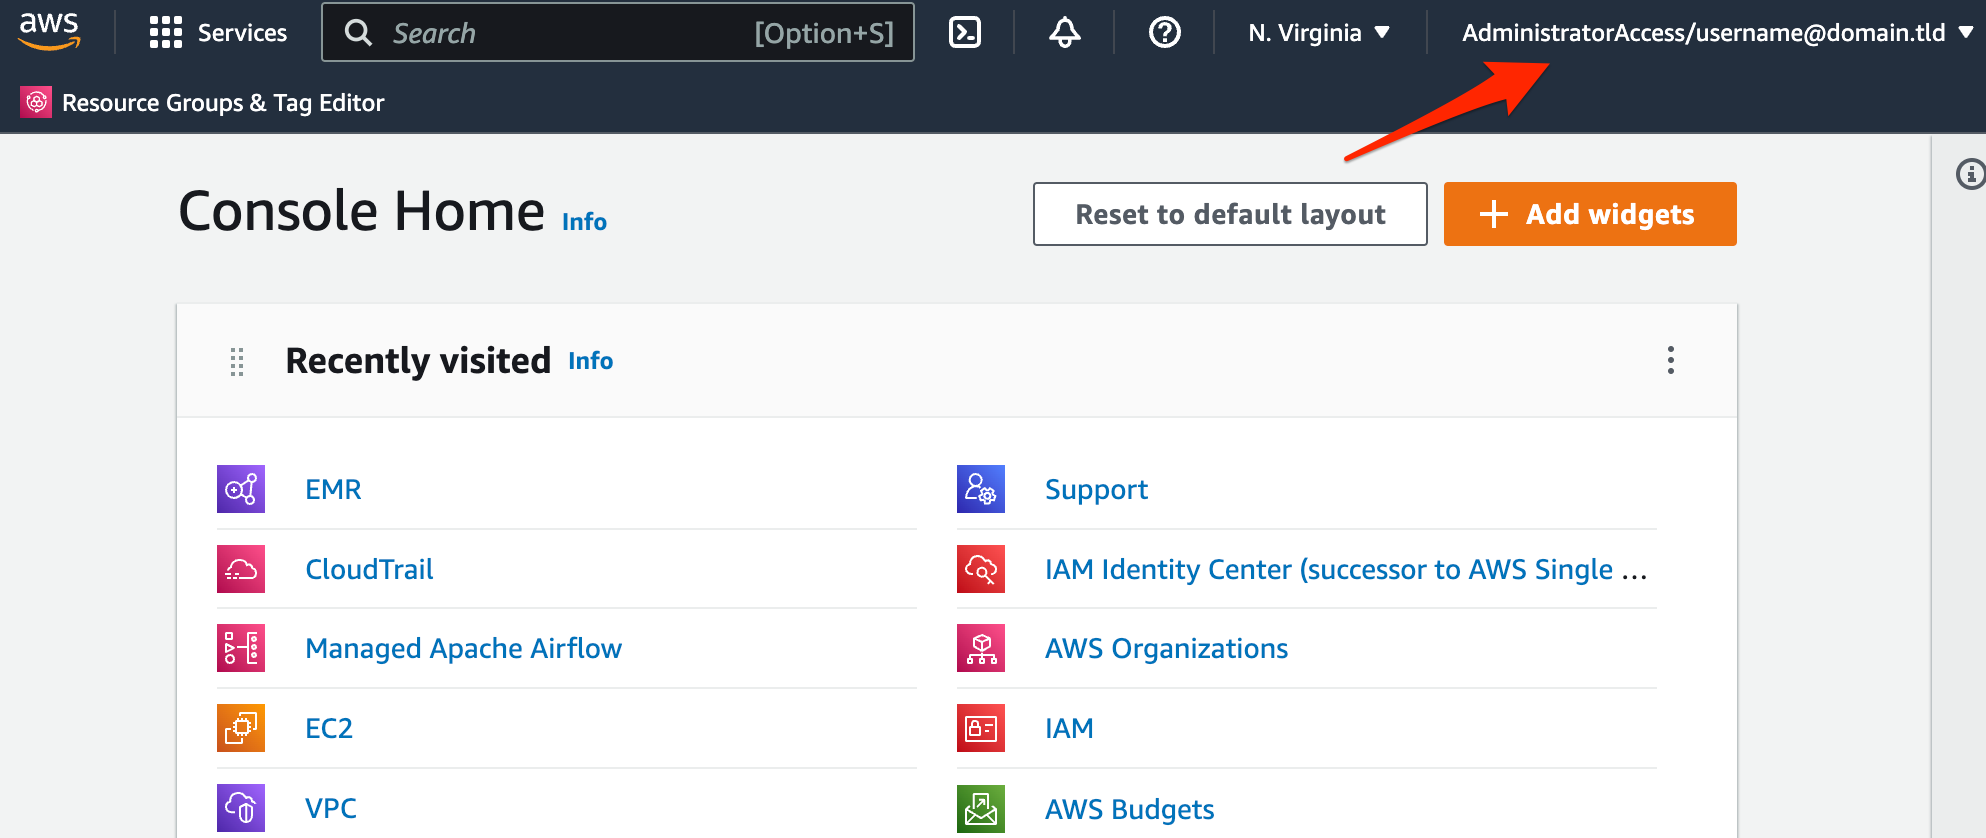 aws Services Search [Option+S] N. Virginia AdministratorAccess/username@domain.tld
Resource Groups & Tag Editor
Console Home Info
Reset to default layout
Add widgets
Recently visited Info
EMR
Support
CloudTrail
IAM Identity Center (successor to AWS Single ...
Managed Apache Airflow
AWS Organizations
EC2
IAM
VPC
AWS Budgets